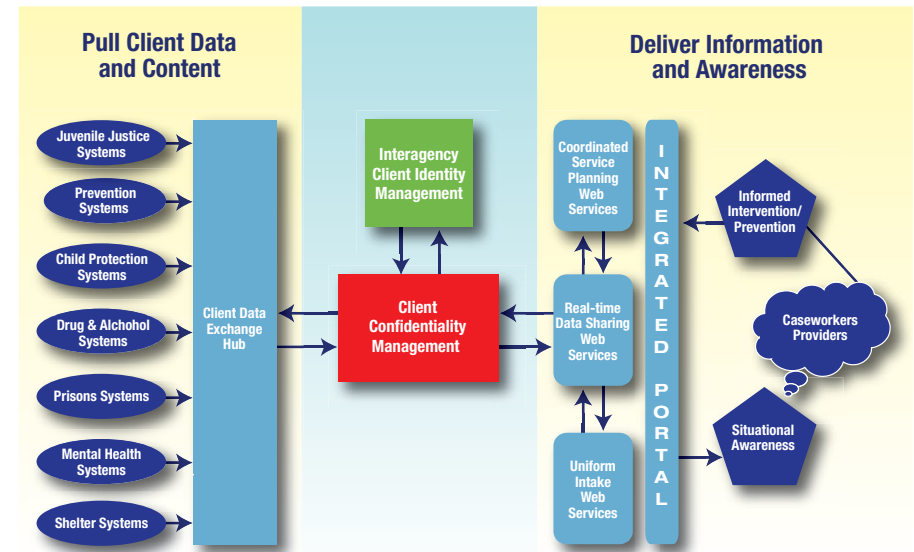 Pull Client Data
and Content
Deliver Information
and Awareness
Juvenile Justice
Systems
Prevention
Systems
Child Protection
Systems
Drug & Alchohol
Systems
Prisons Systems
Mental Health
Systems
Shelter Systems
Client Data
Exchange
Hub
Interagency
Client Identity
Management
Client
Confidentiality
Management
Coordinated
Service
Planning
Web
Services
Real-time
Data Sharing
Web
Services
Uniform
Intake
Web
Services
INTEGRATED PORTAL
Informed
Intervention/
Prevention
Caseworkers
Providers
Situational
Awareness